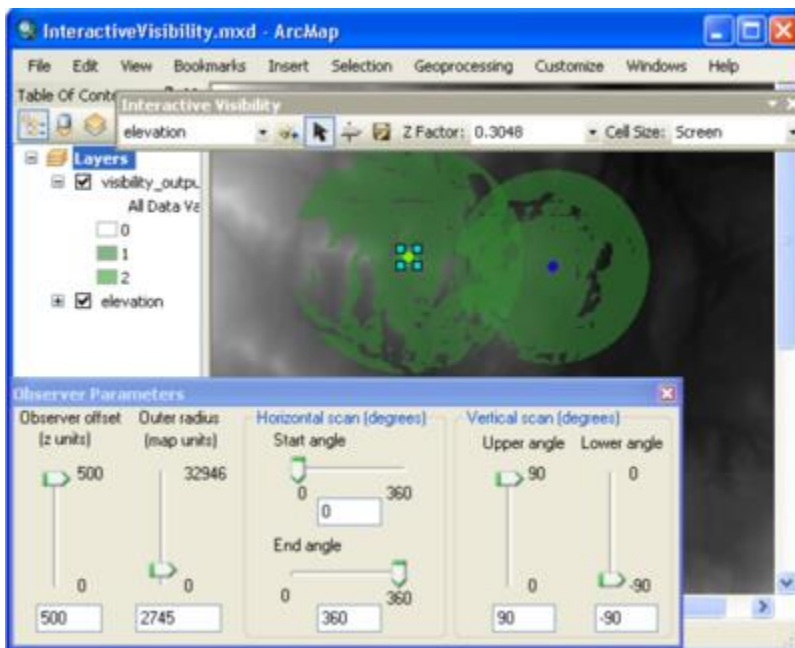 InteractiveVisibility.mxd - ArcMap
File Edit View Bookmarks Insert Selection Geoprocessing Customize Windows Help
Table Of Conte
Interactive Visibility
elevation Z Factor: 0.3048 Cell Size: Screen
Layers
visibility_outpu
All Data Va
0
1
2
elevation
Observer Parameters
Observer offset Outer radius Horizontal scan (degrees) Vertical scan (degrees)
(z units) (map units) Start angle Upper angle Lower angle
500 32946 90 0
0 360
0
End angle
0 0 0 360 0 -90
500 2745 360 90 -90